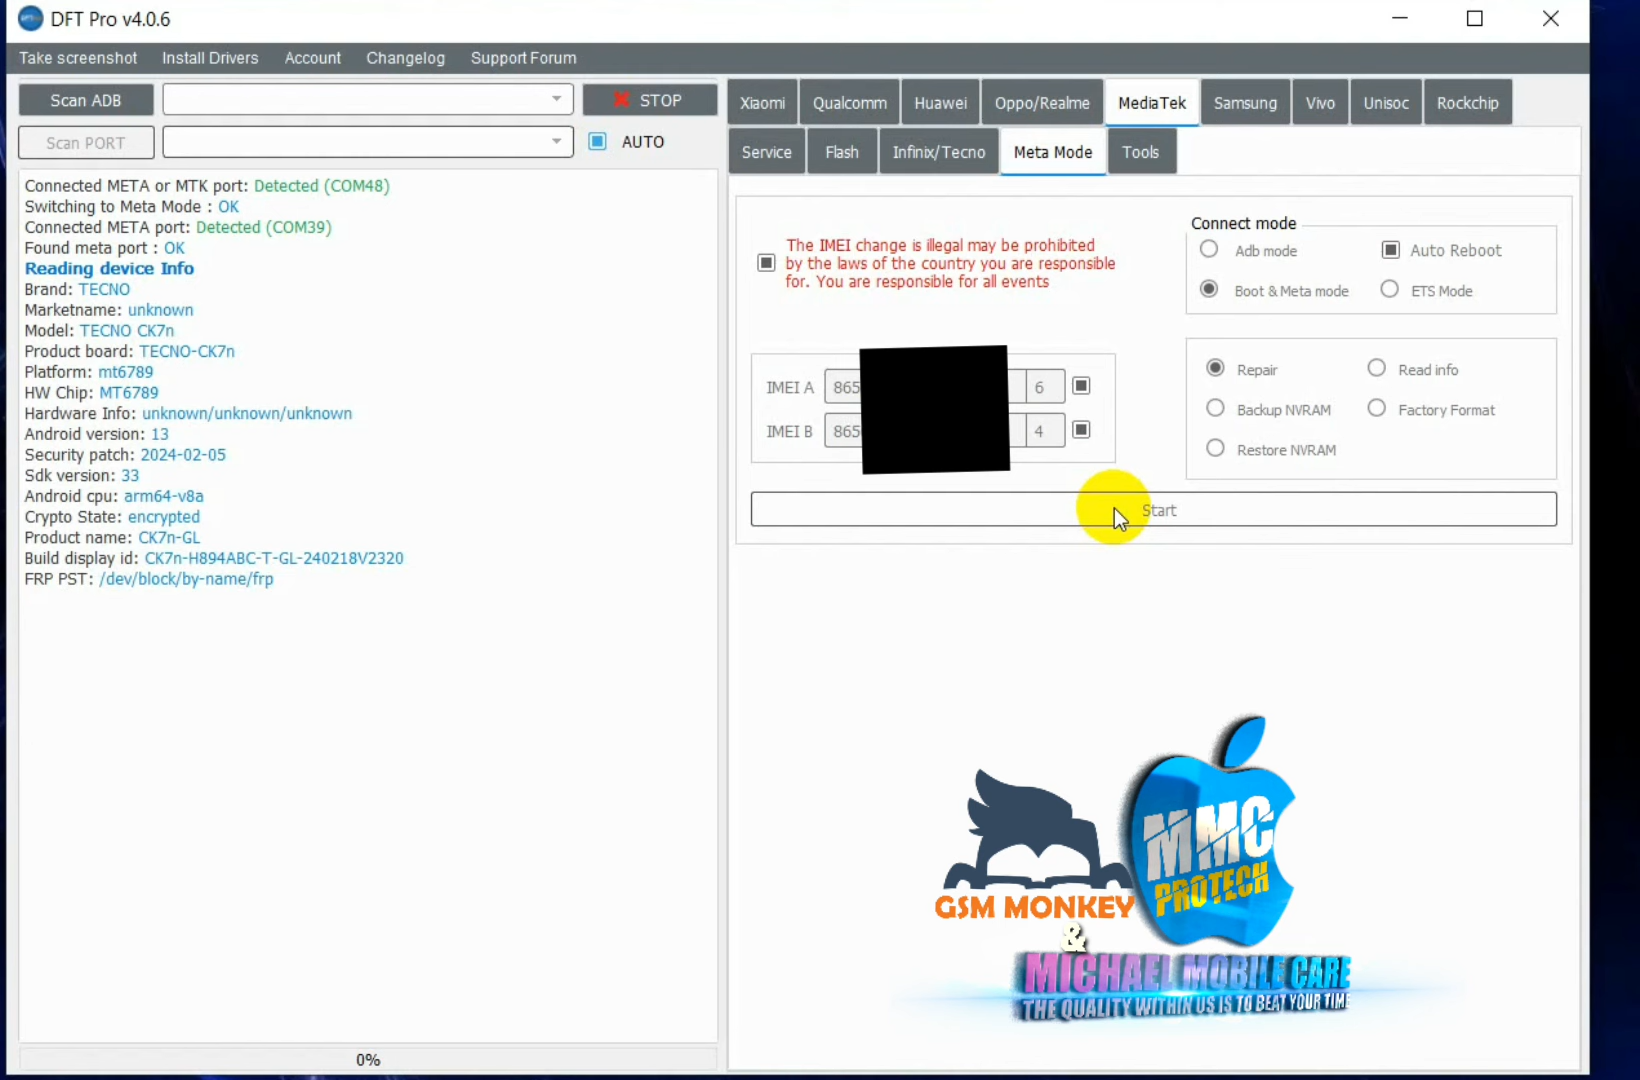 DFT Pro v4.0.6
Take screenshot Install Drivers Account Changelog Support Forum
Scan ADB
STOP
Scan PORT
AUTO
Connected META or MTK port: Detected (COM48)
Switching to Meta Mode : OK
Connected META port: Detected (COM39)
Found meta port : OK
Reading device Info
Brand: TECNO
Marketname: unknown
Model: TECNO CK7n
Product board: TECNO-CK7n
Platform: mt6789
HW Chip: MT6789
Hardware Info: unknown/unknown/unknown
Android version: 13
Security patch: 2024-02-05
Sdk version: 33
Android cpu: arm64-v8a
Crypto State: encrypted
Product name: CK7n-GL
Build display id: CK7n-H894ABC-T-GL-240218V2320
FRP PST: /dev/block/by-name/frp
0%
Xiaomi Qualcomm Huawei Oppo/Realme MediaTek Samsung Vivo Unisoc Rockchip
Service Flash Infinix/Tecno Meta Mode Tools
The IMEI change is illegal may be prohibited
by the laws of the country you are responsible
for. You are responsible for all events
Connect mode
Adb mode Auto Reboot
Boot & Meta mode ETS Mode
IMEI A 865 6
IMEI B 865 4
Repair Read info
Backup NVRAM Factory Format
Restore NVRAM
Start
MMC
PROTECH
GSM MONKEY
&
MICHAEL MOBILE CARE
THE QUALITY WITHIN US IS TO BEAT YOUR TIME